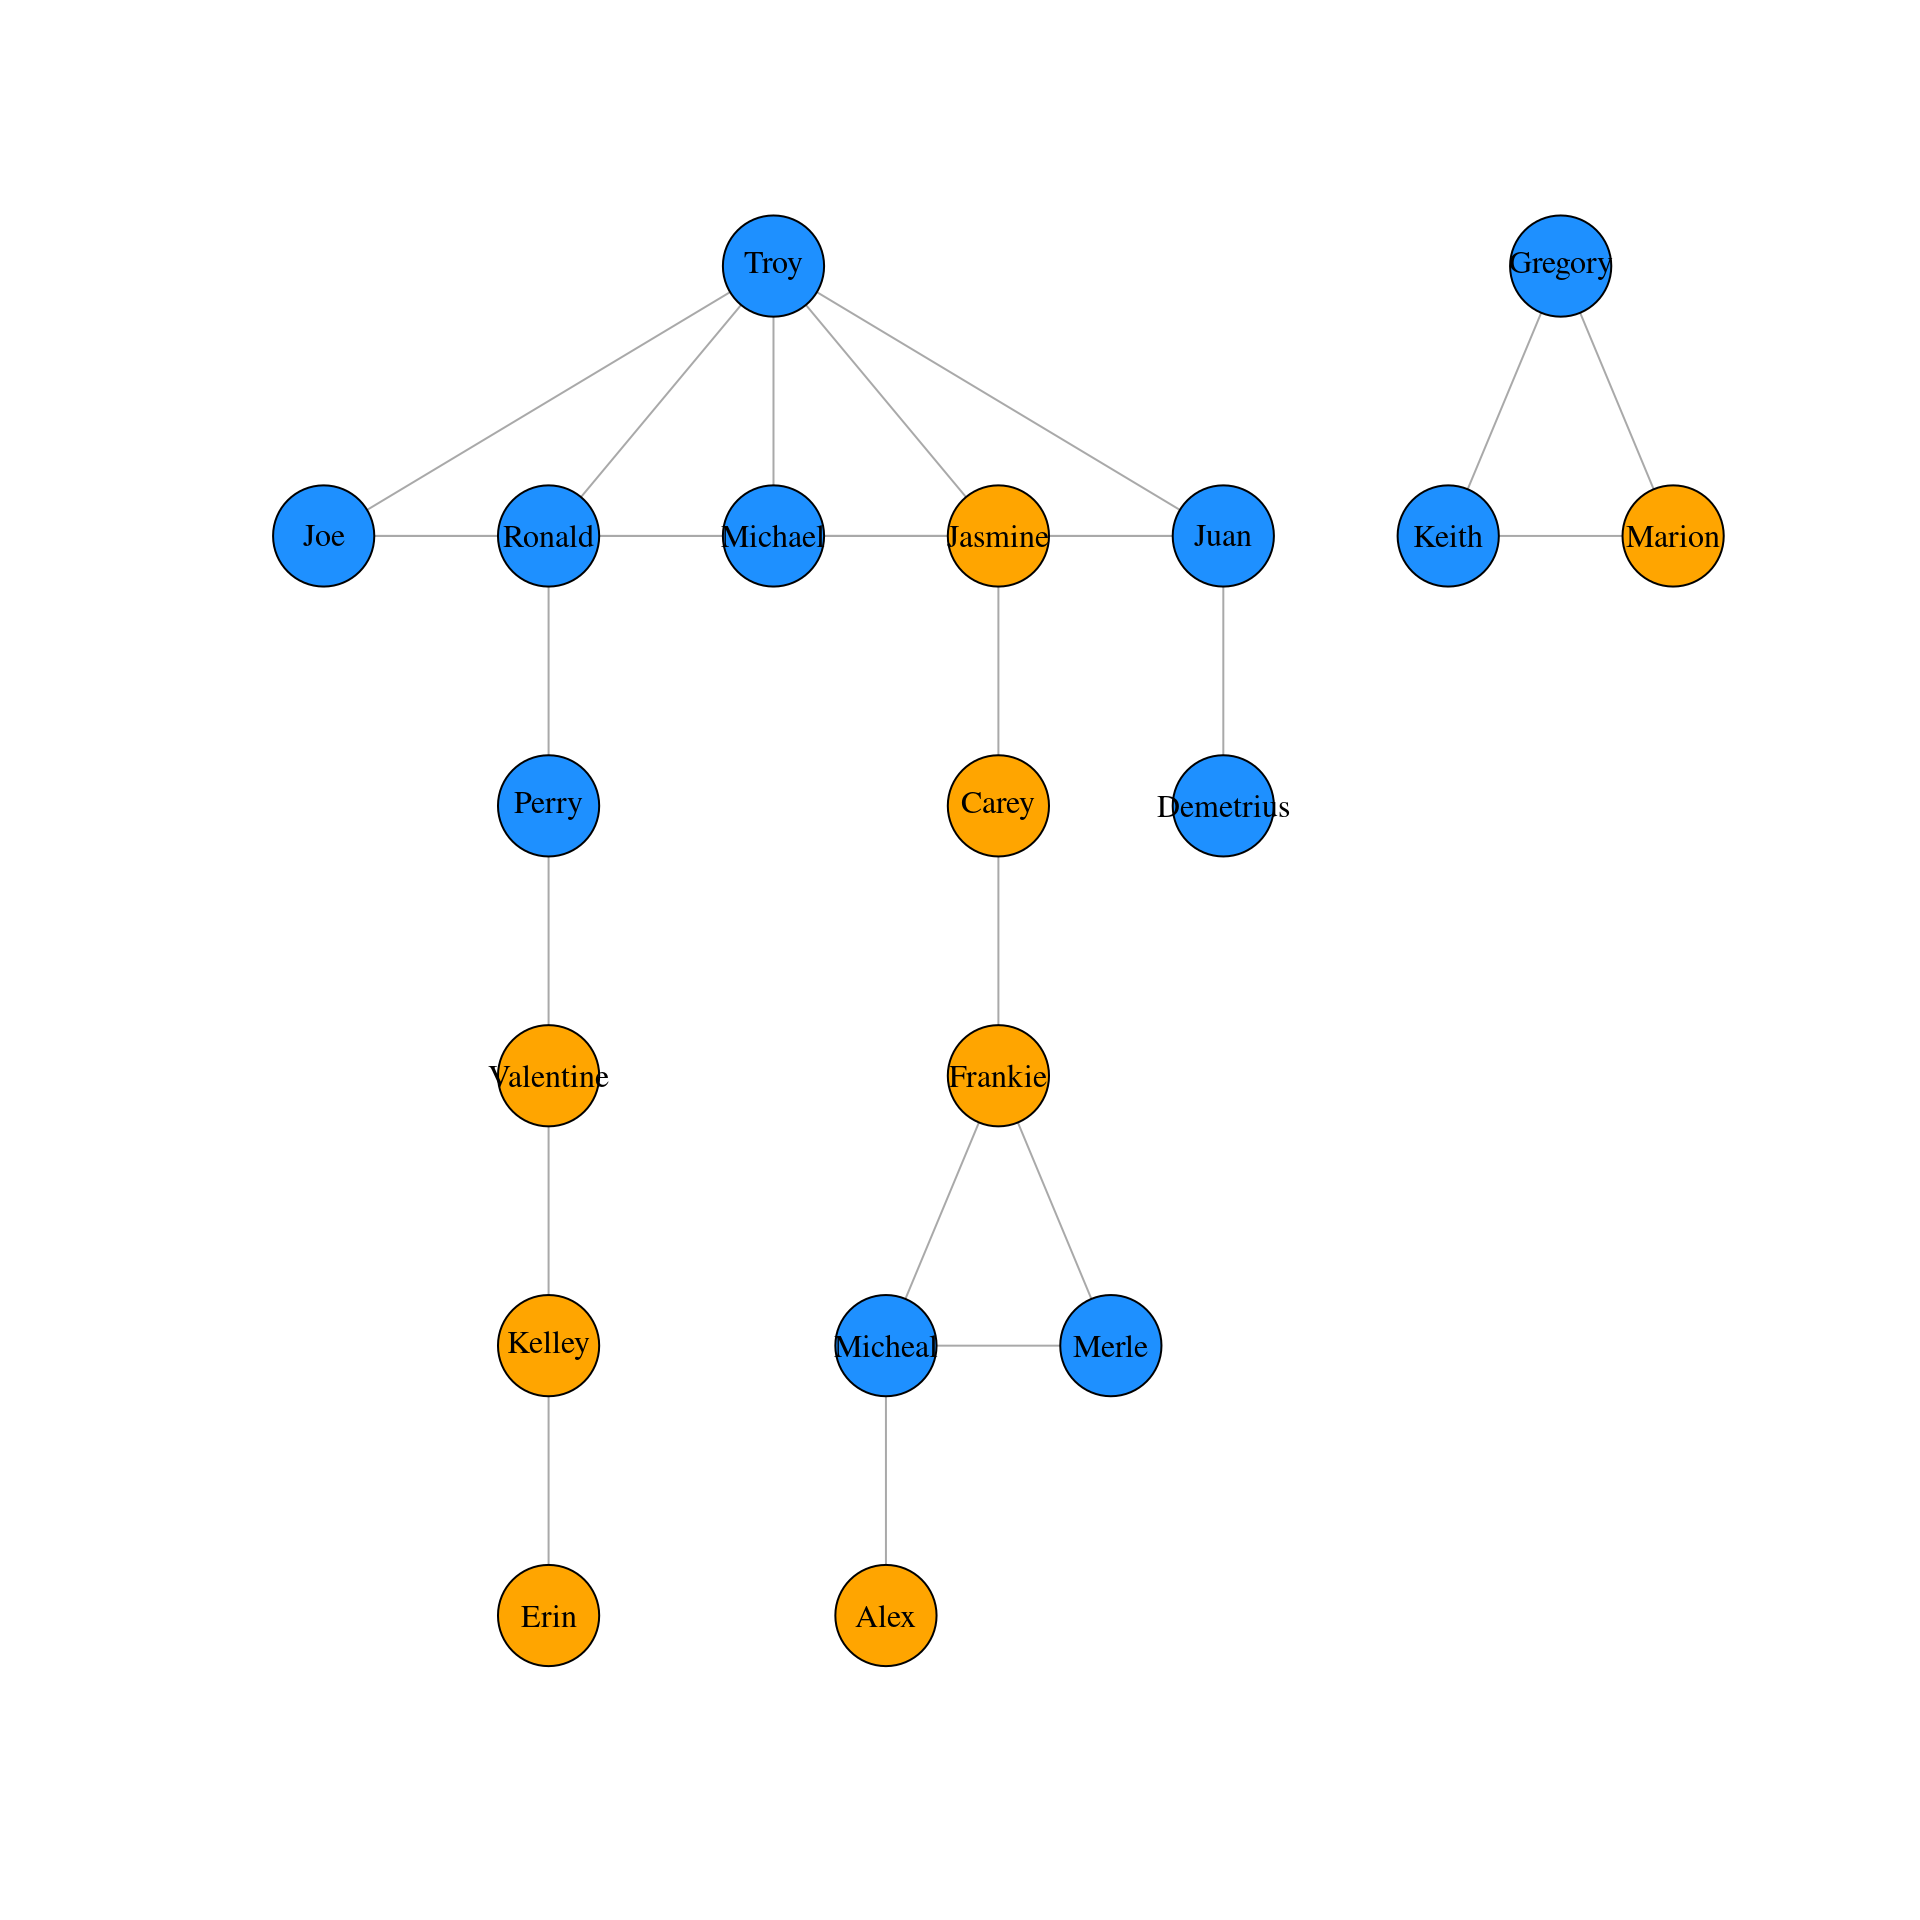 Troy
Gregory
Joe
Ronald
Michael
Jasmine
Juan
Keith
Marion
Perry
Carey
Demetrius
Valentine
Frankie
Kelley
Micheal
Merle
Erin
Alex